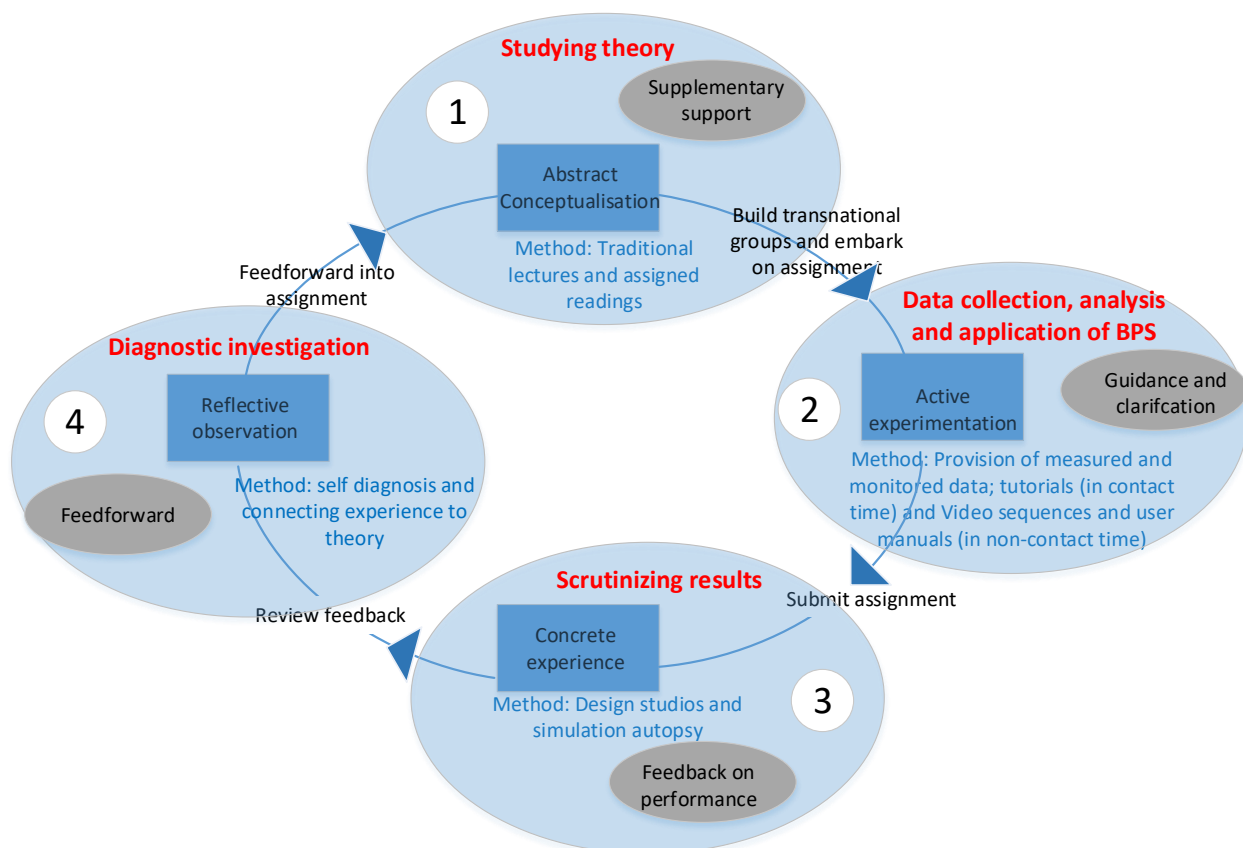 Studying theory
1
Supplementary
support
Abstract
Conceptualisation
Method: Traditional
lectures and assigned
readings
Build transnational
groups and embark
on assignment
Data collection, analysis
and application of BPS
2
Guidance and
clarifcation
Active
experimentation
Method: Provision of measured and
monitored data; tutorials (in contact
time) and Video sequences and user
manuals (in non-contact time)
Submit assignment
Scrutinizing results
Concrete
experience
3
Method: Design studios and
simulation autopsy
Feedback on
performance
Review feedback
Diagnostic investigation
4
Reflective
observation
Method: self diagnosis and
connecting experience to
theory
Feedforward
Feedforward into
assignment